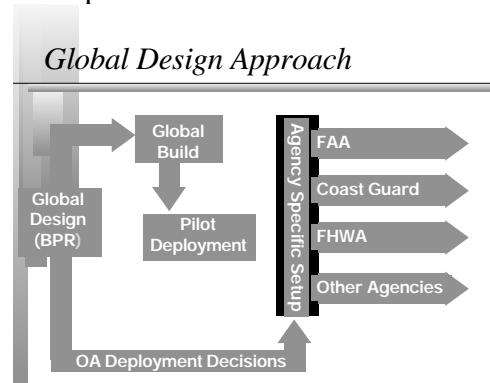 Global Design Approach
Global
Build
Global
Design
(BPR)
Pilot
Deployment
OA Deployment Decisions
Agency Specific Setup
FAA
Coast Guard
FHWA
Other Agencies